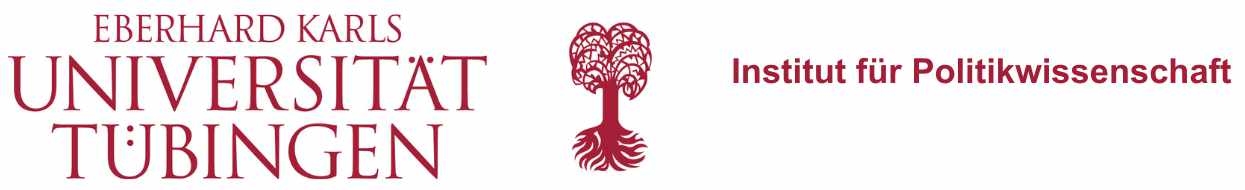 EBERHARD KARLS
UNIVERSITÄT
TÜBINGEN
Institut für Politikwissenschaft